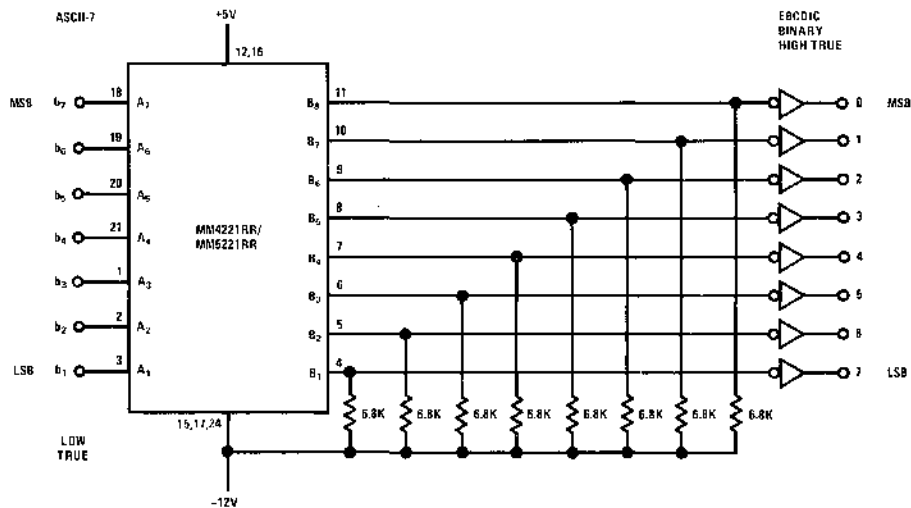 ASCII-7
+5V
EBCDIC
BINARY
HIGH TRUE
12,16
MSB b7 18 A7 B8 11 0 MSB
b6 19 A6 B7 10 1
b5 20 A5 B6 9 2
b4 21 A4 B5 8 3
MM4221RR/
MM5221RR
B4 7 4
b3 1 A3 B3 6 5
b2 2 A2 B2 5 6
LSB b1 3 A1 B1 4 7 LSB
6.8K 6.8K 6.8K 6.8K 6.8K 6.8K 6.8K 6.8K
15,17,24
LOW
TRUE
-12V